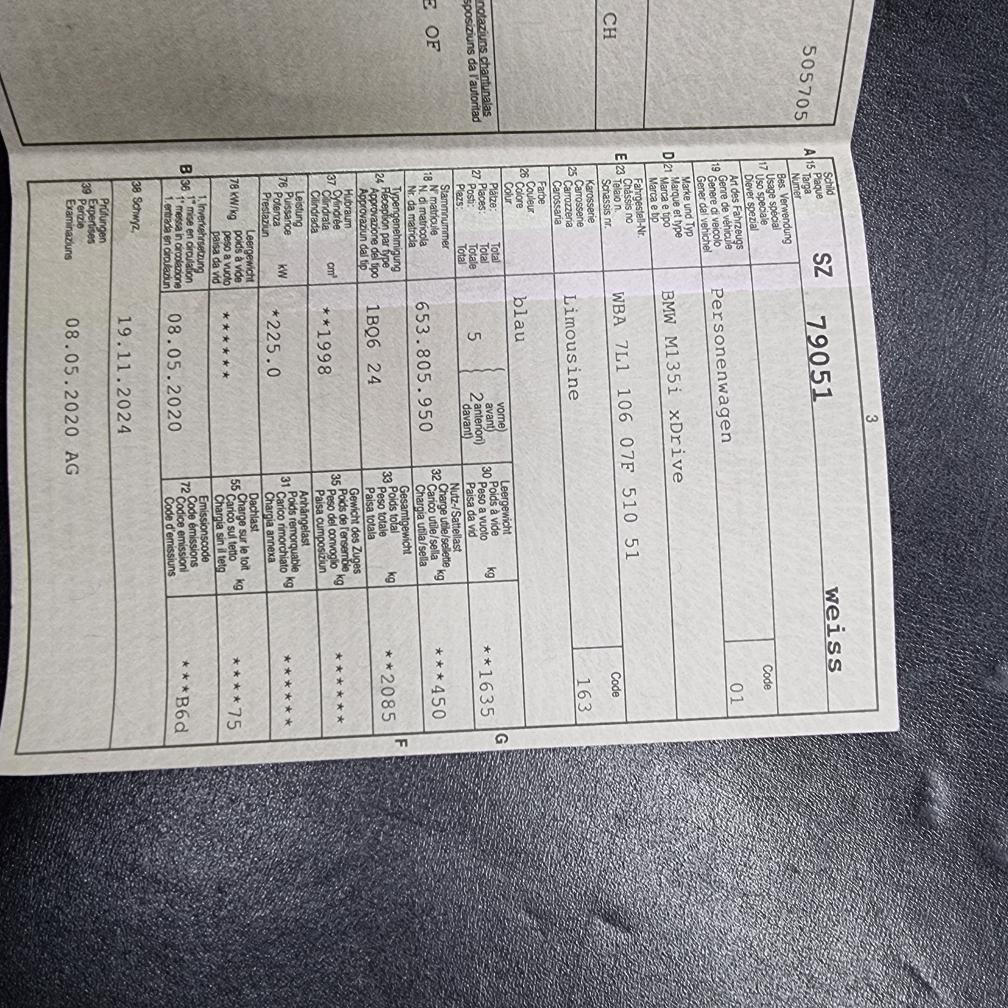 505705
CH
notaziuns chantunalas
sposiziuns da l'autoritad
E OF
3
A 15 Schild
Plaque
Targa
Numer
SZ 79051 weiss
17 Bes. Verwendung
Usage spécial
Uso speciale
Diever spezial
19 Art des Fahrzeugs
Genre de véhicule
Genere di veicolo
Gener di vehichel
Personenwagen
Code
01
D 21 Marke und Typ
Marque et type
Marca e tipo
Marca e tip
BMW M135i xDrive
E 23 Fahrgestell-Nr.
Châssis no
Telaio n.
Schassis nr.
WBA 7L1 106 07F 510 51
25 Karosserie
Carrosserie
Carrozzeria
Carossaria
Limousine
Code
163
26 Farbe
Couleur
Colore
Colur
blau
27 Plätze: Total
Places: Total
Posti: Totale
Plazs: Total
5
vorne)
avant)
2 anteriori)
davant)
30 Leergewicht
Poids à vide
Peso a vuoto kg
Paisa da vid
**1635
G
18 Stammnummer
N° matricule
N. di matricola
Nr. da matricla
653.805.950
32 Nutz-/Sattellast
Charge utile/sellette
Carico utile/sella kg
Chargia utila/sella
***450
24 Typengenehmigung
Réception par type
Approvazione del tipo
Approvaziun dal tip
1BQ6 24
33 Gesamtgewicht
Poids total
Peso totale kg
Paisa totala
**2085
F
37 Hubraum
Cylindrée
Cilindrata cm³
Cilindrada
**1998
35 Gewicht des Zuges
Poids de l'ensemble
Peso del convoglio kg
Paisa cumposiziun
******
76 Leistung
Puissance
Potenza kW
Prestaziun
*225.0
31 Anhängelast
Poids remorquable
Carico rimorchiato kg
Chargia annexa
******
78 kW/kg Leergewicht
poids à vide
peso a vuoto
paisa da vid
******
55 Dachlast
Charge sur le toit
Carico sul tetto kg
Chargia sin il tetg
****75
B 36 1. Inverkehrsetzung
1re mise en circulation
1a messa in circolazione
1. entrada en circulaziun
08.05.2020
72 Emissionscode
Code émissions
Codice emissioni
Code d'emissiuns
***B6d
38 Schwyz,
19.11.2024
39 Prüfungen
Expertises
Perizie
Examinaziuns
08.05.2020 AG